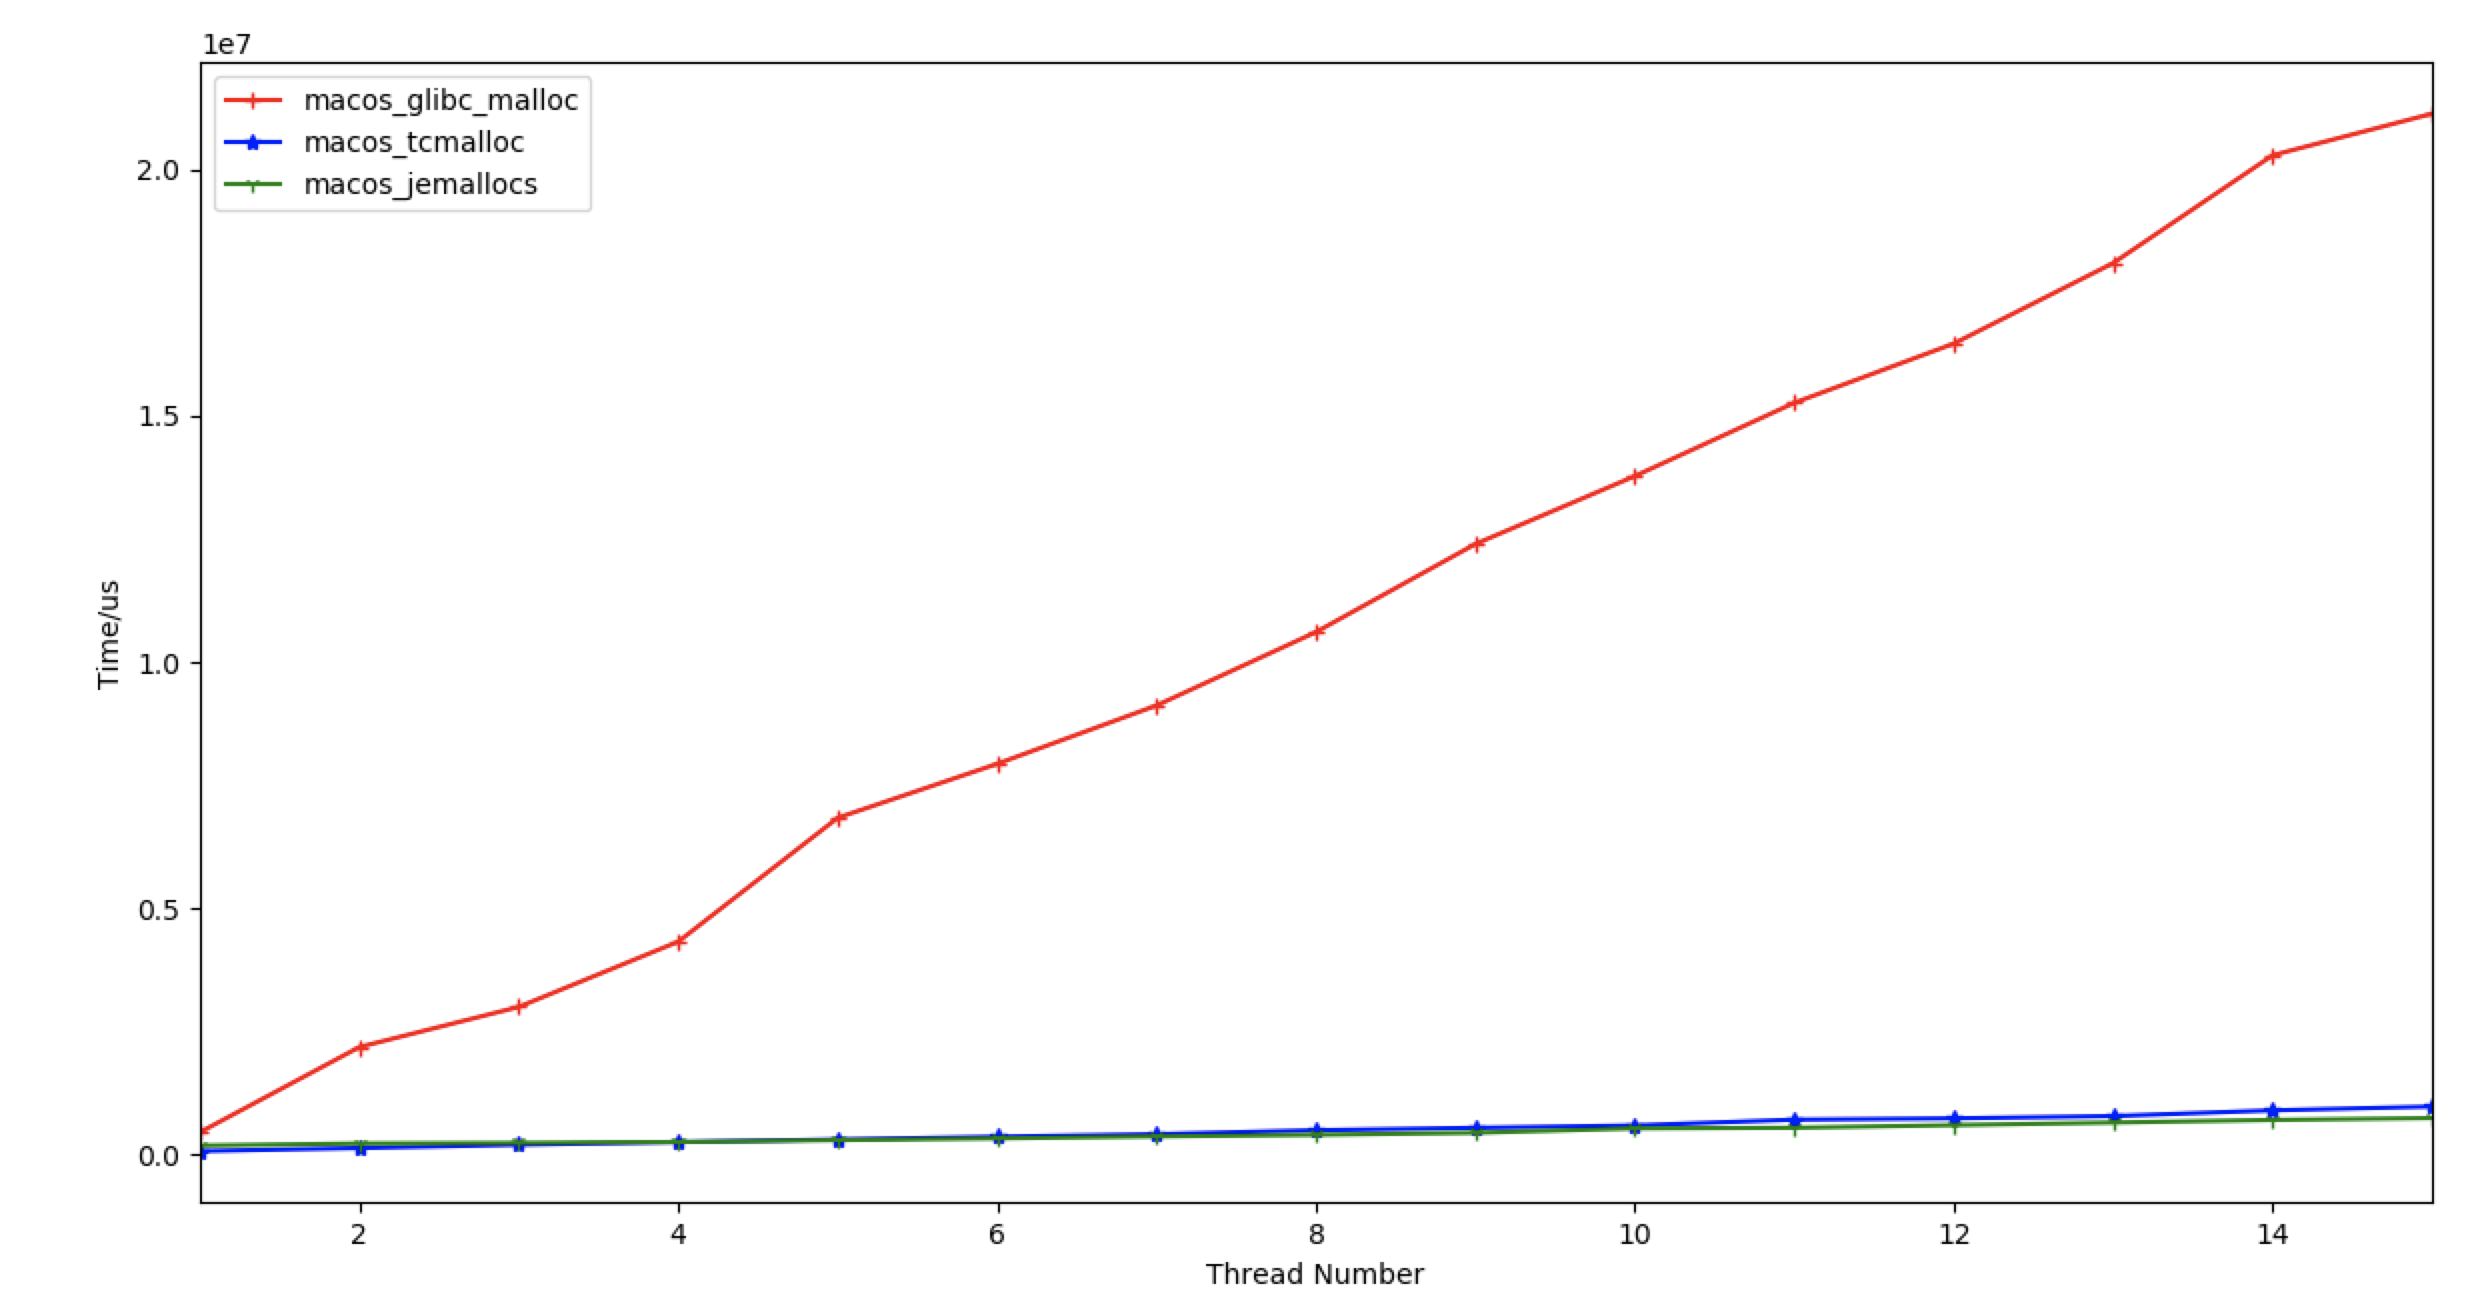 1e7
macos_glibc_malloc
macos_tcmalloc
macos_jemallocs
2.0
1.5
1.0
0.5
0.0
Time/us
2 4 6 8 10 12 14
Thread Number